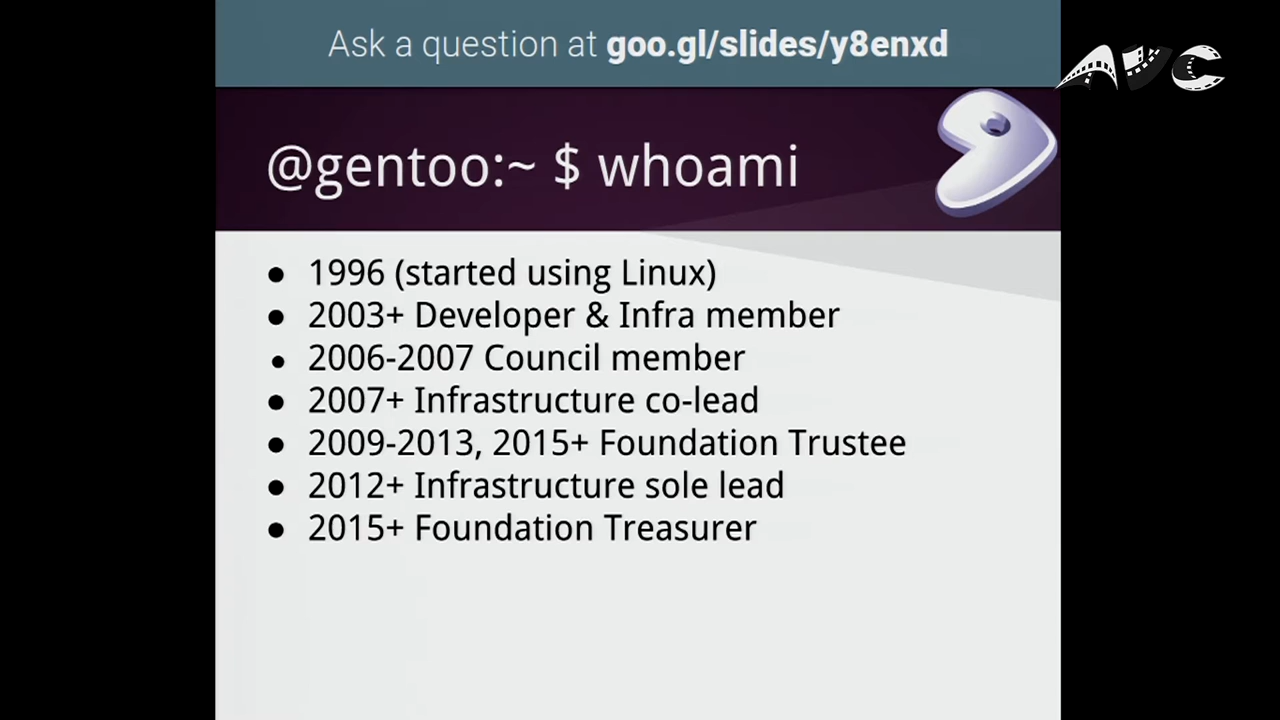 Ask a question at goo.gl/slides/y8enxd
AVC
@gentoo:~ $ whoami
● 1996 (started using Linux)
● 2003+ Developer & Infra member
● 2006-2007 Council member
● 2007+ Infrastructure co-lead
● 2009-2013, 2015+ Foundation Trustee
● 2012+ Infrastructure sole lead
● 2015+ Foundation Treasurer